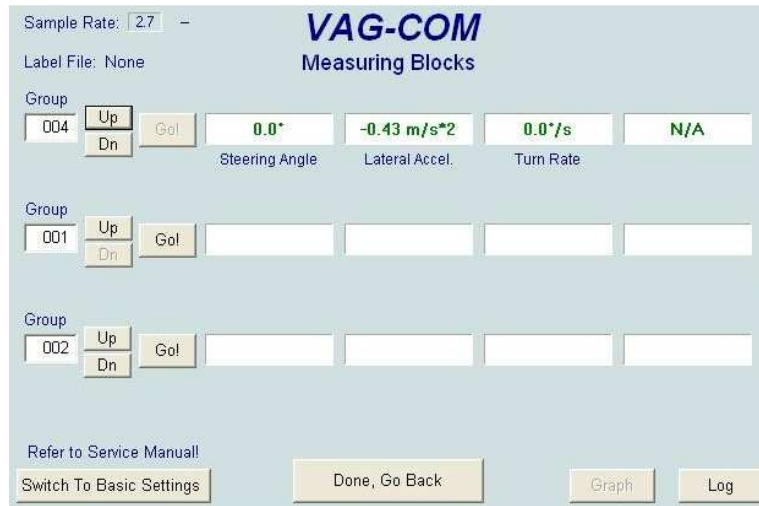 Sample Rate: 2.7 –
VAG-COM
Label File: None
Measuring Blocks
Group
004 Up Dn Go! 0.0° -0.43 m/s*2 0.0°/s N/A
Steering Angle Lateral Accel. Turn Rate
Group
001 Up Dn Go!
Group
002 Up Dn Go!
Refer to Service Manual!
Switch To Basic Settings Done, Go Back Graph Log